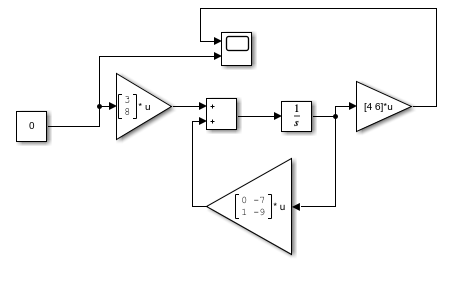 0
[3
8] * u
+
+
1
s
[4 6]*u
[0 -7
1 -9] * u